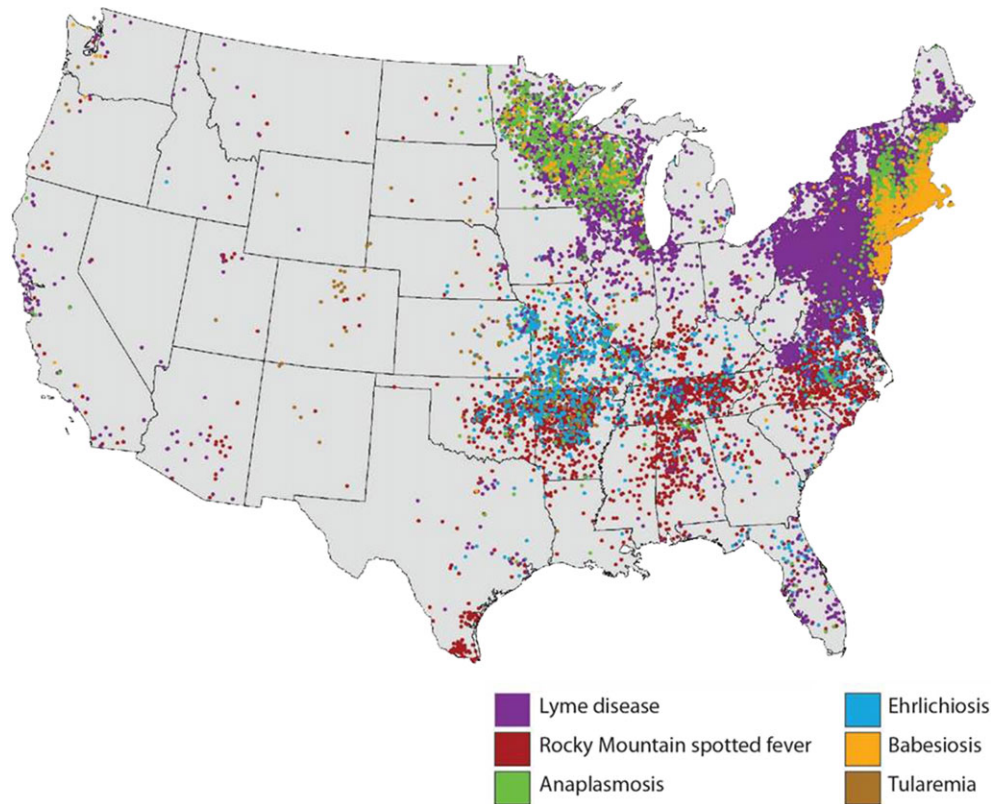 Lyme disease
Rocky Mountain spotted fever
Anaplasmosis
Ehrlichiosis
Babesiosis
Tularemia